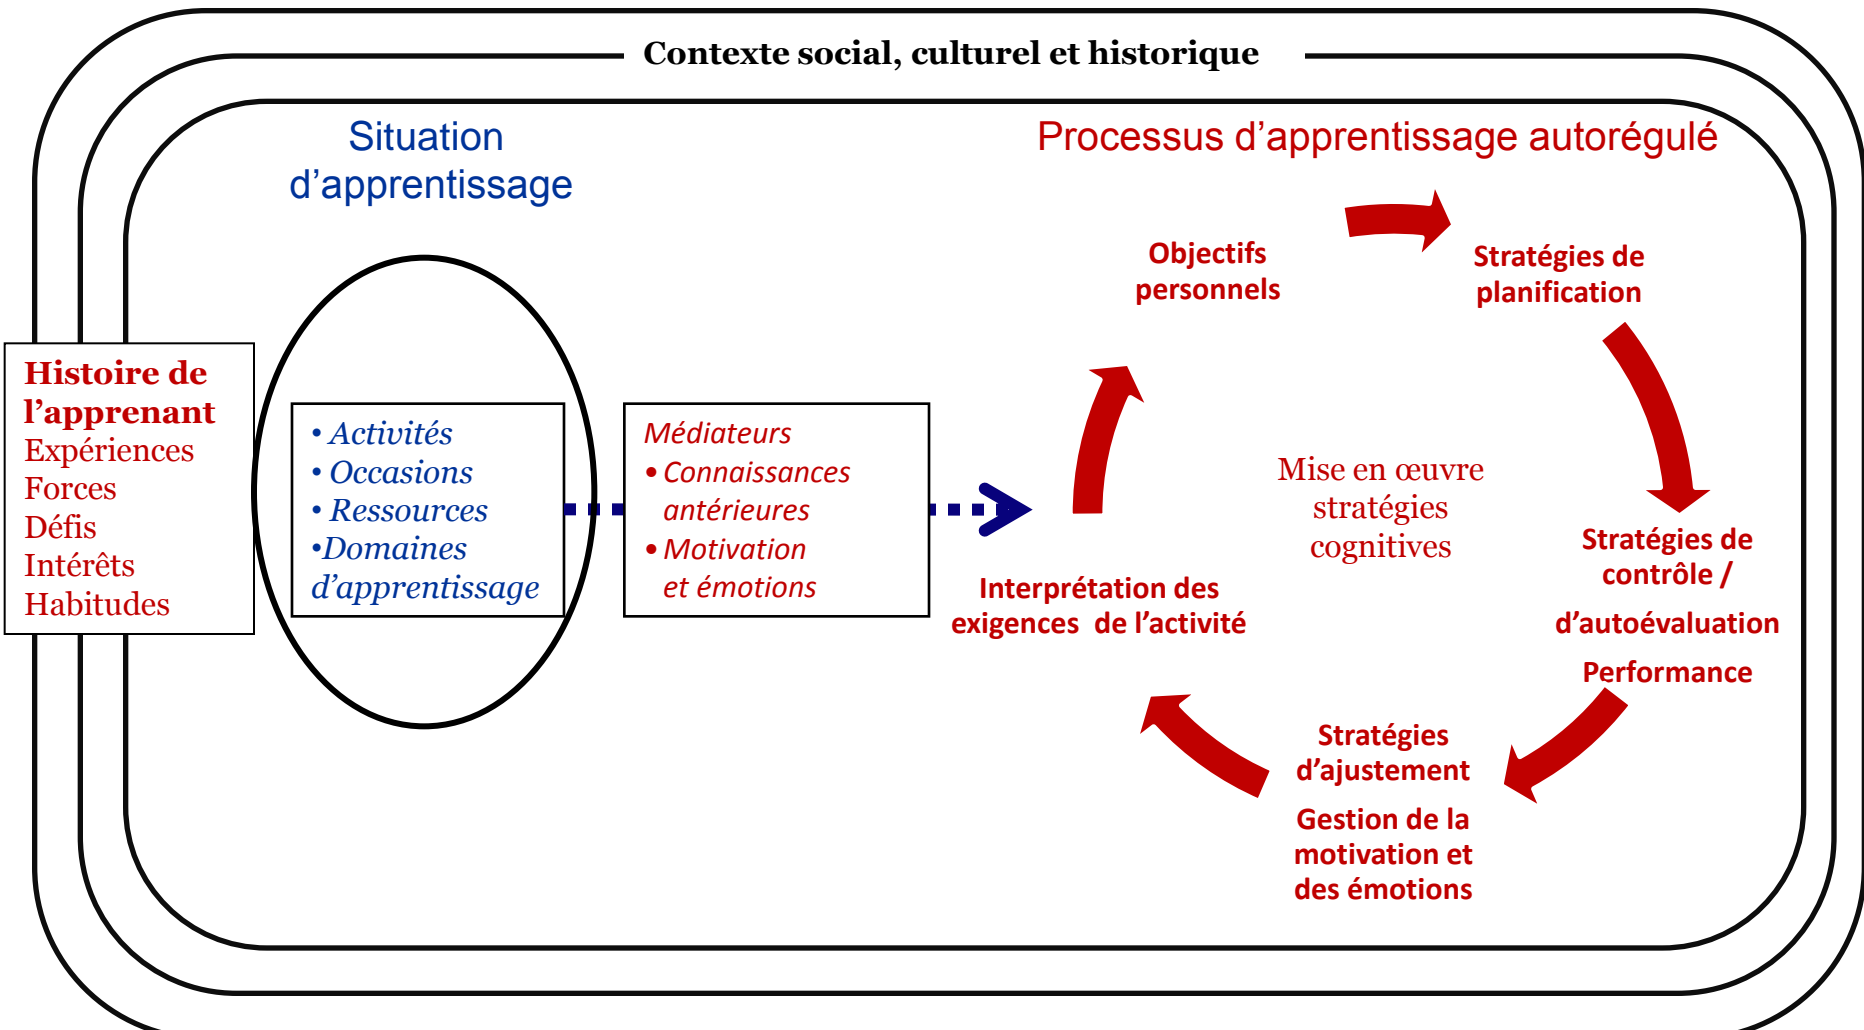 Contexte social, culturel et historique
Situation
d’apprentissage
Processus d’apprentissage autorégulé
Histoire de
l’apprenant
Expériences
Forces
Défis
Intérêts
Habitudes
• Activités
• Occasions
• Ressources
•Domaines
d’apprentissage
Médiateurs
• Connaissances
antérieures
• Motivation
et émotions
Objectifs
personnels
Stratégies de
planification
Mise en œuvre
stratégies
cognitives
Stratégies de
contrôle /
d’autoévaluation
Performance
Stratégies
d’ajustement
Gestion de la
motivation et
des émotions
Interprétation des
exigences de l’activité